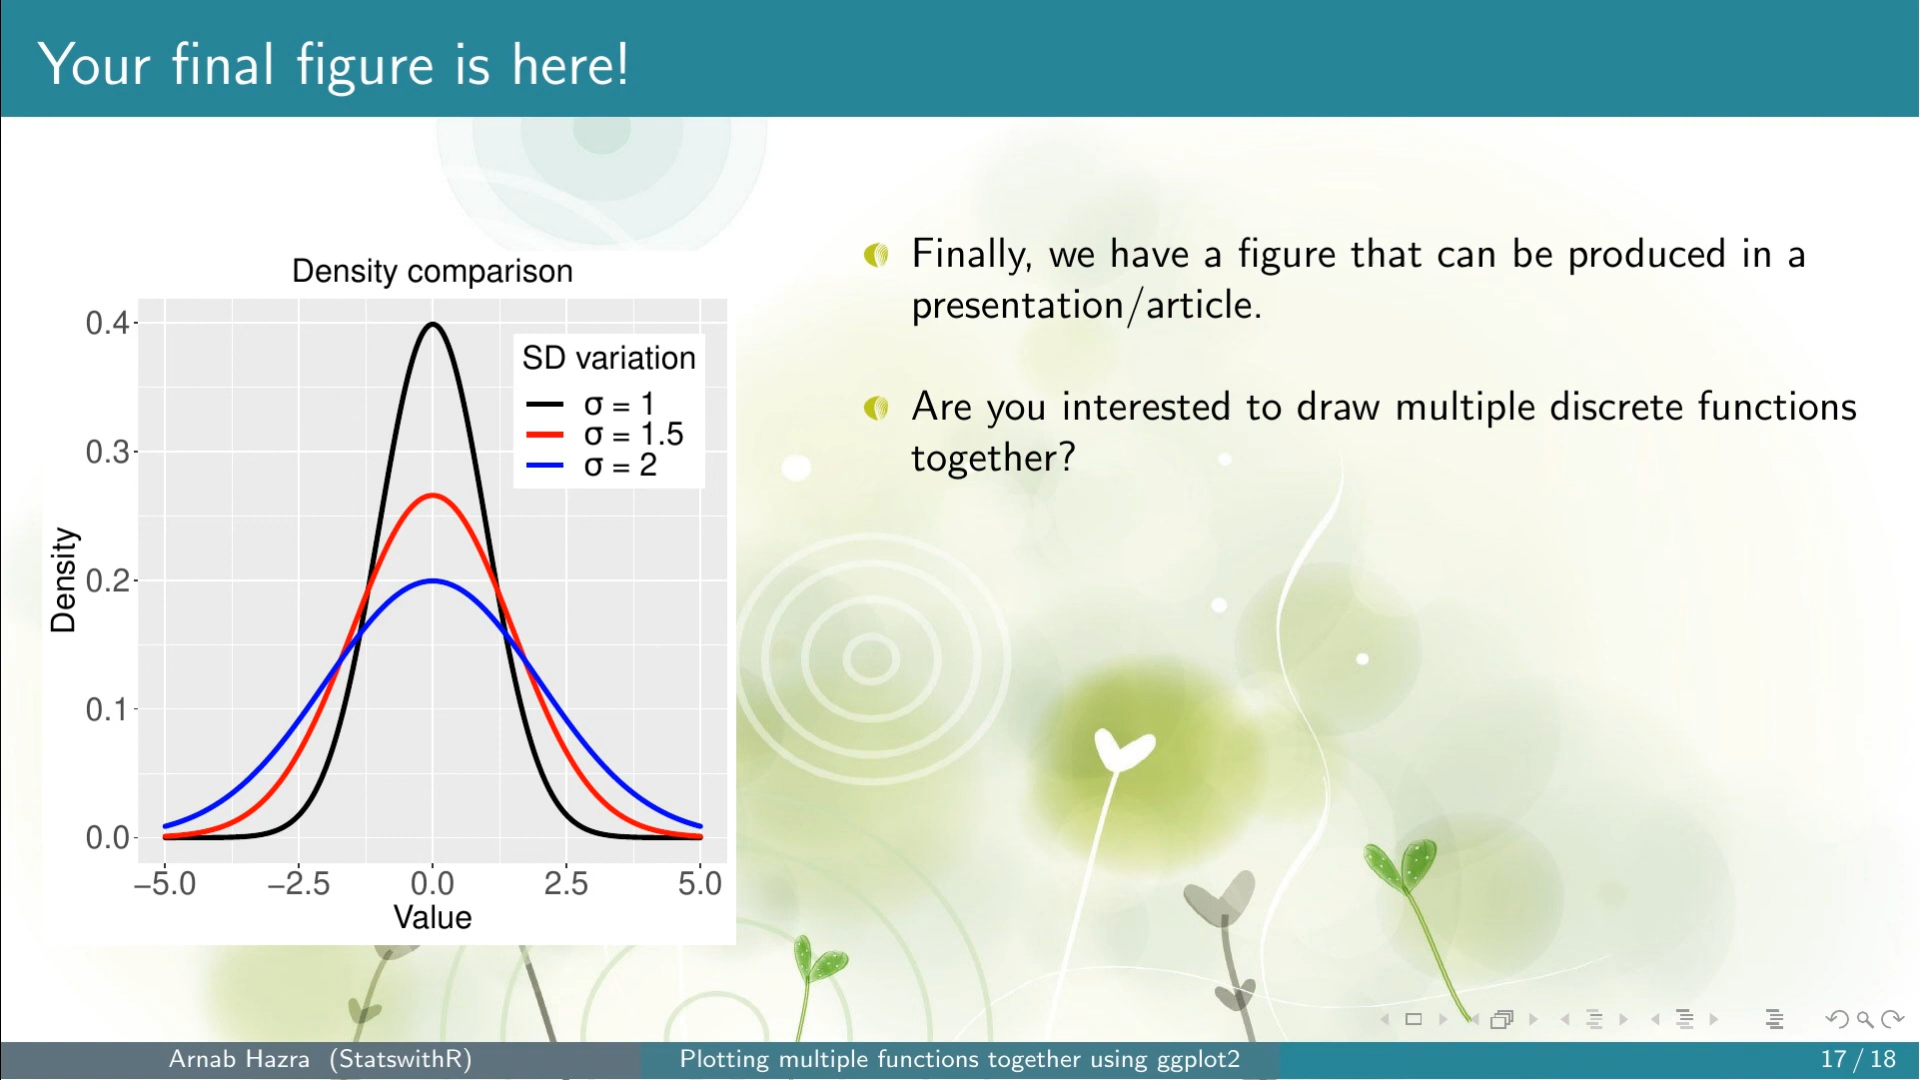 Your final figure is here!
Density comparison
0.4
0.3
0.2
0.1
0.0
Density
SD variation
σ = 1
σ = 1.5
σ = 2
−5.0 −2.5 0.0 2.5 5.0
Value
Finally, we have a figure that can be produced in a
presentation/article.
Are you interested to draw multiple discrete functions
together?
Arnab Hazra (StatswithR) Plotting multiple functions together using ggplot2 17 / 18